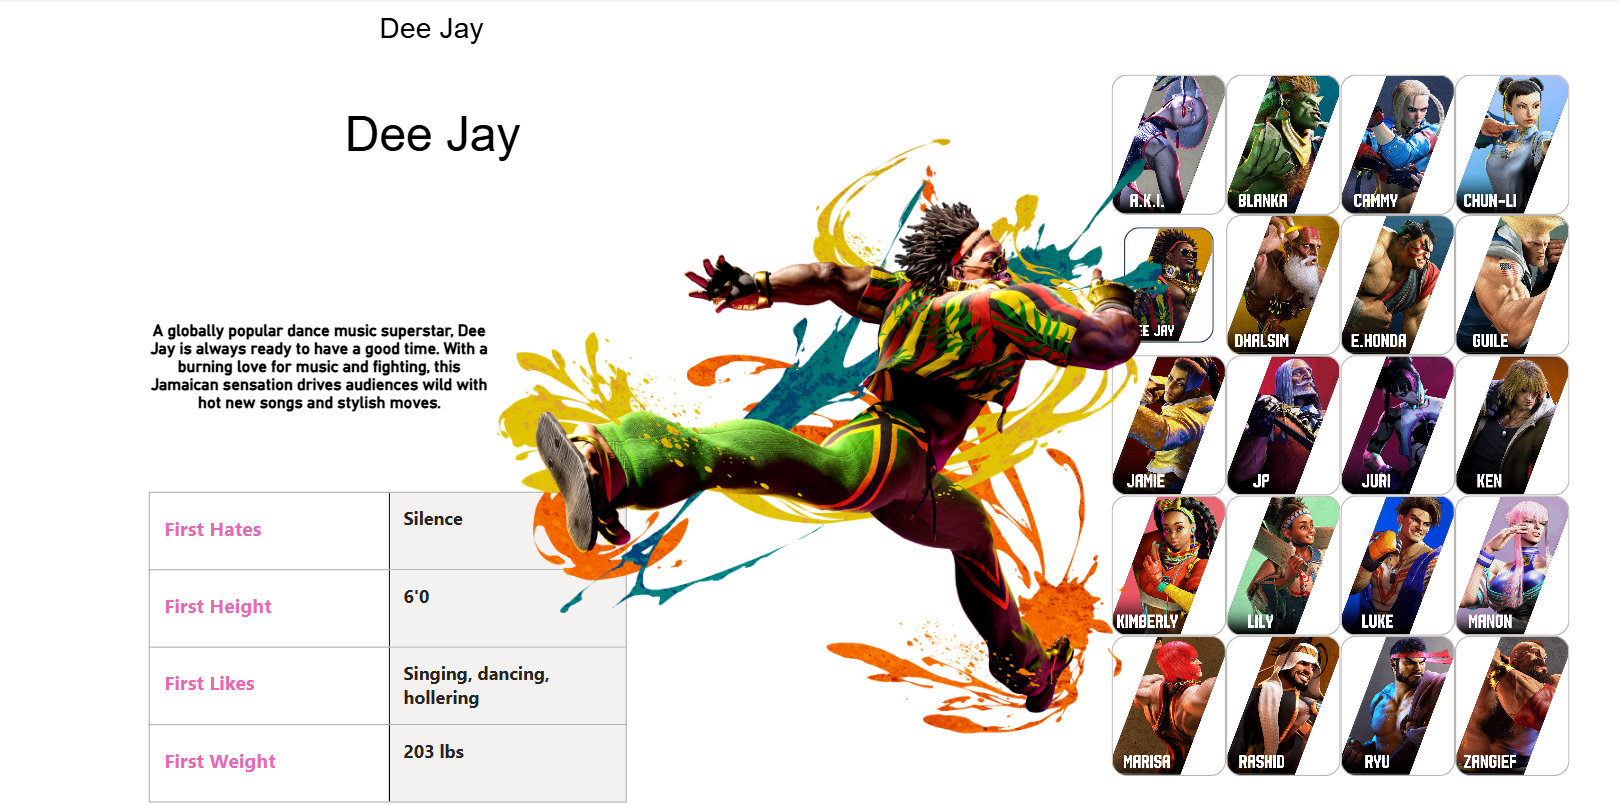 Dee Jay
Dee Jay
A globally popular dance music superstar, Dee
Jay is always ready to have a good time. With a
burning love for music and fighting, this
Jamaican sensation drives audiences wild with
hot new songs and stylish moves.
First Hates
Silence
First Height
6'0
First Likes
Singing, dancing,
hollering
First Weight
203 lbs
A.K.I.
BLANKA
CAMMY
CHUN-LI
EE JAY
DHALSIM
E.HONDA
GUILE
JAMIE
JP
JURI
KEN
KIMBERLY
LILY
LUKE
MANON
MARISA
RASHID
RYU
ZANGIEF